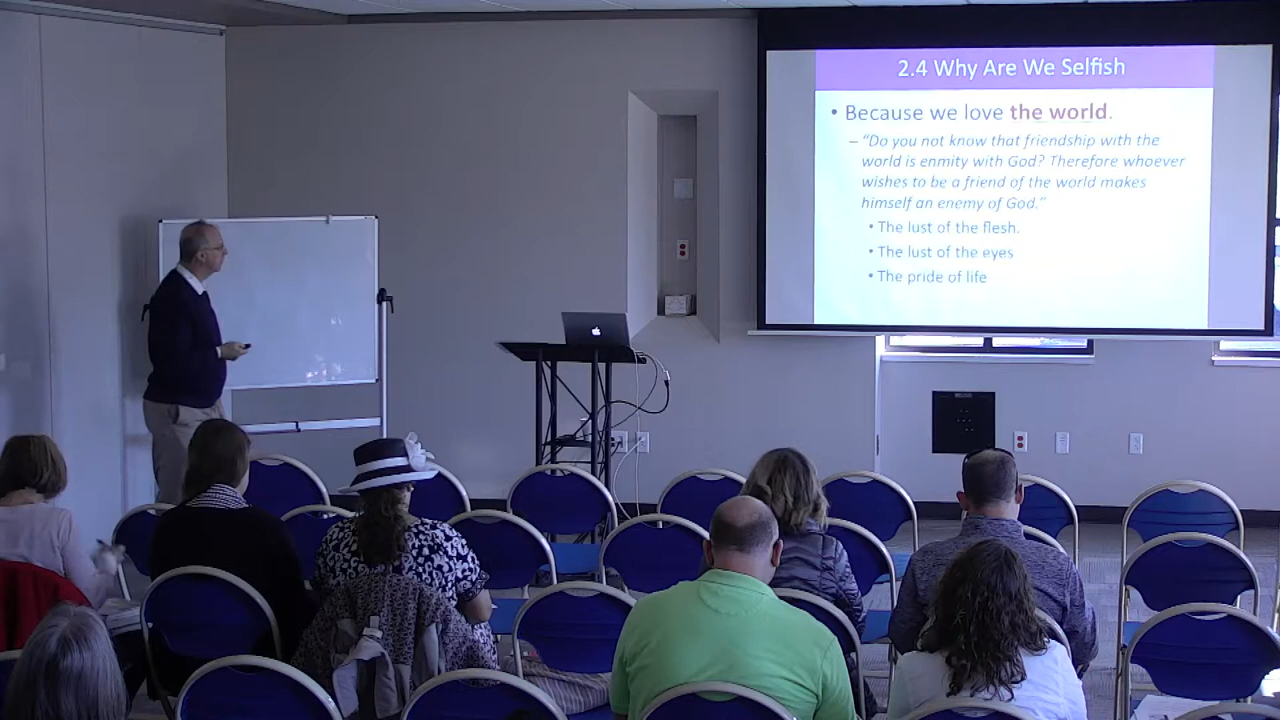 2.4 Why Are We Selfish
• Because we love the world.
– “Do you not know that friendship with the
world is enmity with God? Therefore whoever
wishes to be a friend of the world makes
himself an enemy of God.”
• The lust of the flesh.
• The lust of the eyes
• The pride of life